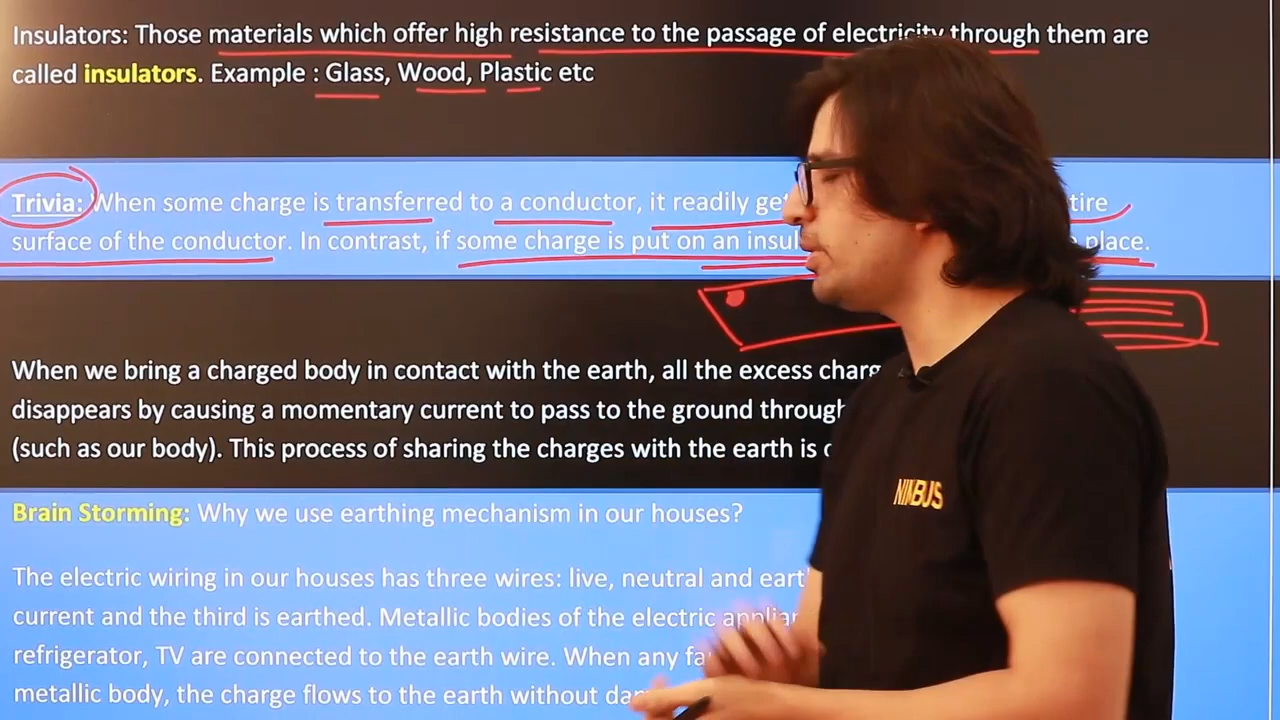 Insulators: Those materials which offer high resistance to the passage of electricity through them are
called insulators. Example : Glass, Wood, Plastic etc
Trivia: When some charge is transferred to a conductor, it readily
surface of the conductor. In contrast, if some charge is put on an place.
When we bring a charged body in contact with the earth, all the excess
disappears by causing a momentary current to pass to the ground through
(such as our body). This process of sharing the charges with the earth is
Brain Storming: Why we use earthing mechanism in our houses?
The electric wiring in our houses has three wires: live, neutral and
current and the third is earthed. Metallic bodies of the electric
refrigerator, TV are connected to the earth wire. When any
metallic body, the charge flows to the earth without
NIMBUS